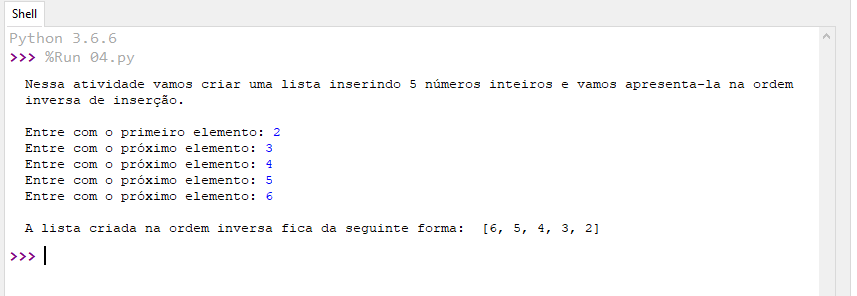 Shell
Python 3.6.6
>>> %Run 04.py
Nessa atividade vamos criar uma lista inserindo 5 números inteiros e vamos apresenta-la na ordem
inversa de inserção.
Entre com o primeiro elemento: 2
Entre com o próximo elemento: 3
Entre com o próximo elemento: 4
Entre com o próximo elemento: 5
Entre com o próximo elemento: 6
A lista criada na ordem inversa fica da seguinte forma:  [6, 5, 4, 3, 2]
>>>